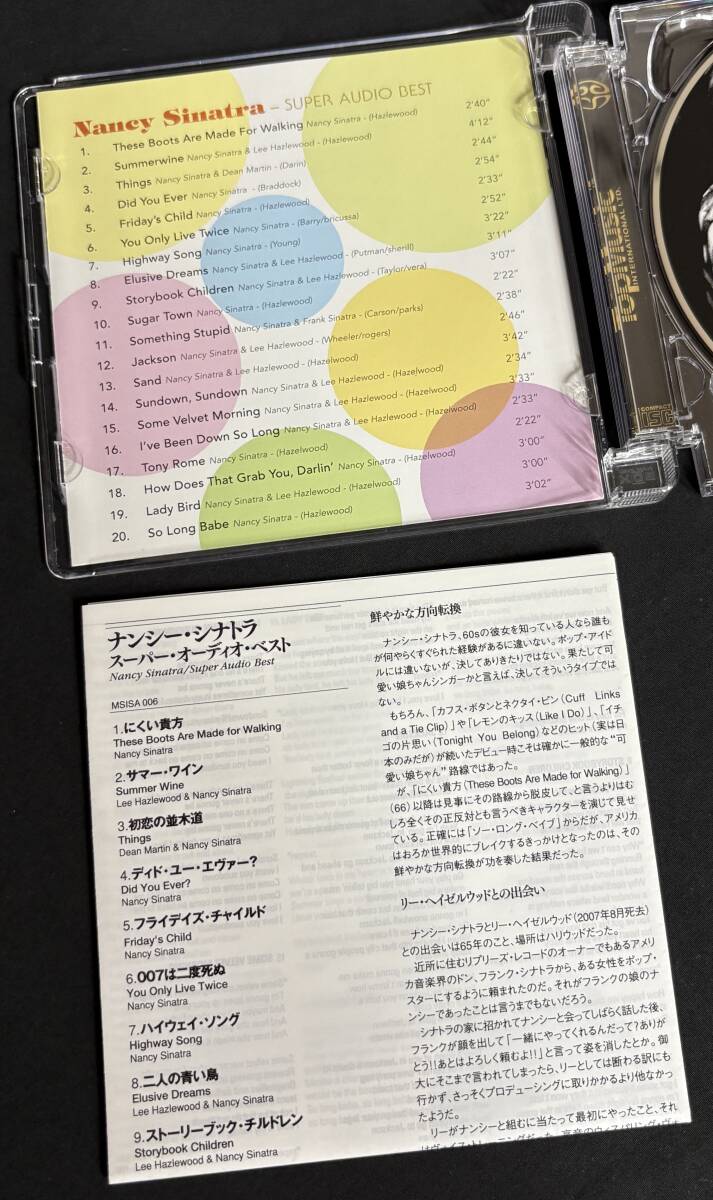 Nancy Sinatra – SUPER AUDIO BEST
1. These Boots Are Made For Walking Nancy Sinatra - (Hazlewood) 2'40"
2. Summerwine Nancy Sinatra & Lee Hazlewood - (Hazlewood) 4'12"
3. Things Nancy Sinatra & Dean Martin - (Darin) 2'44"
4. Did You Ever Nancy Sinatra - (Braddock) 2'54"
5. Friday's Child Nancy Sinatra - (Hazlewood) 2'33"
6. You Only Live Twice Nancy Sinatra - (Barry/bricussa) 2'52"
7. Highway Song Nancy Sinatra - (Young) 3'22"
8. Elusive Dreams Nancy Sinatra & Lee Hazlewood - (Putman/sherill) 3'11"
9. Storybook Children Nancy Sinatra & Lee Hazlewood - (Taylor/vera) 3'07"
10. Sugar Town Nancy Sinatra - (Hazlewood) 2'22"
11. Something Stupid Nancy Sinatra & Frank Sinatra - (Carson/parks) 2'38"
12. Jackson Nancy Sinatra & Lee Hazlewood - (Wheeler/rogers) 2'46"
13. Sand Nancy Sinatra & Lee Hazlewood - (Hazelwood) 3'42"
14. Sundown, Sundown Nancy Sinatra & Lee Hazlewood - (Hazelwood) 2'34"
15. Some Velvet Morning Nancy Sinatra & Lee Hazlewood - (Hazlewood) 3'33"
16. I've Been Down So Long Nancy Sinatra & Lee Hazlewood - (Hazlewood) 2'33"
17. Tony Rome Nancy Sinatra - (Hazelwood) 2'22"
18. How Does That Grab You, Darlin' Nancy Sinatra - (Hazlewood) 3'00"
19. Lady Bird Nancy Sinatra & Lee Hazlewood - (Hazlewood) 3'00"
20. So Long Babe Nancy Sinatra - (Hazlewood) 3'02"
TopMusic
INTERNATIONAL LTD.
COMPACT
disc
ナンシー・シナトラ
スーパー・オーディオ・ベスト
Nancy Sinatra/Super Audio Best
MSISA 006
1.にくい貴方
These Boots Are Made for Walking
Nancy Sinatra
2.サマー・ワイン
Summer Wine
Lee Hazlewood & Nancy Sinatra
3.初恋の並木道
Things
Dean Martin & Nancy Sinatra
4.ディド・ユー・エヴァー?
Did You Ever?
Nancy Sinatra
5.フライデイズ・チャイルド
Friday's Child
Nancy Sinatra
6.007は二度死ぬ
You Only Live Twice
Nancy Sinatra
7.ハイウェイ・ソング
Highway Song
Nancy Sinatra
8.二人の青い鳥
Elusive Dreams
Lee Hazlewood & Nancy Sinatra
9.ストーリーブック・チルドレン
Storybook Children
Lee Hazlewood & Nancy Sinatra
鮮やかな方向転換
ナンシー・シナトラ、60sの彼女を知っている人なら誰も
が何やらくすぐられた経験があるに違いない。ポップ・アイド
ルには違いないが、決してありきたりではない。果たして可
愛い娘ちゃんシンガーかと言えば、決してそういうタイプでは
ない。
もちろん、「カフス・ボタンとネクタイ・ピン(Cuff Links
and a Tie Clip)」や「レモンのキッス(Like I Do)」、「イチ
ゴの片思い(Tonight You Belong)などのヒット(実は日
本のみだが)が続いたデビュー時こそは確かに一般的な“可
愛い娘ちゃん”路線ではあった。
が、「にくい貴方(These Boots Are Made for Walking)」
(66)以降は見事にその路線から脱皮して、と言うよりはむ
しろ全くその正反対とも言うべきキャラクターを演じて見せ
ている。正確には「ソー・ロング・ベイブ」からだが、アメリカ
はおろか世界的にブレイクするきっかけとなったのは、その
鮮やかな方向転換が功を奏した結果だった。
リー・ヘイゼルウッドとの出会い
ナンシー・シナトラとリー・ヘイゼルウッド(2007年8月死去)
との出会いは65年のこと、場所はハリウッドだった。
近所に住むリプリーズ・レコードのオーナーでもあるアメリ
カ音楽界のドン、フランク・シナトラから、ある女性をポップ・
スターにするように頼まれたのだ。それがフランクの娘のナ
ンシーであったことは言うまでもないだろう。
シナトラの家に招かれてナンシーと会ってしばらく話した後、
フランクが顔を出して「一緒にやってくれるんだって?ありが
とう!!あとはよろしく頼むよ!!」と言って姿を消したとか。御
大にそこまで言われてしまったら、リーとしては断わる訳にも
行かず、さっそくプロデューシングに取りかかるより他なかっ
たようだ。
リーがナンシーと組むに当たって最初にやったこと、それ